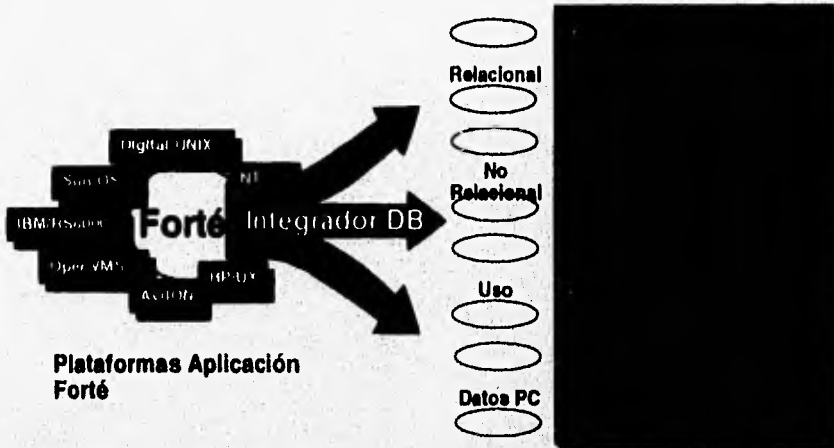 Relacional
Digital UNIX
Sun OS
NT
No
Relacional
IBM/RS6000
Forté
Integrador DB
Open VMS
HP-UX
AviiON
Uso
Plataformas Aplicación
Forté
Datos PC